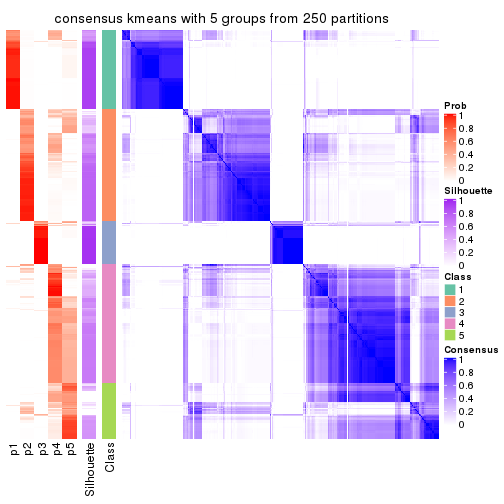 consensus kmeans with 5 groups from 250 partitions
Prob
1
0.8
0.6
0.4
0.2
0
Silhouette
1
0.8
0.6
0.4
0.2
0
Class
1
2
3
4
5
Consensus
1
0.8
0.6
0.4
0.2
0
p1
p2
p3
p4
p5
Silhouette
Class